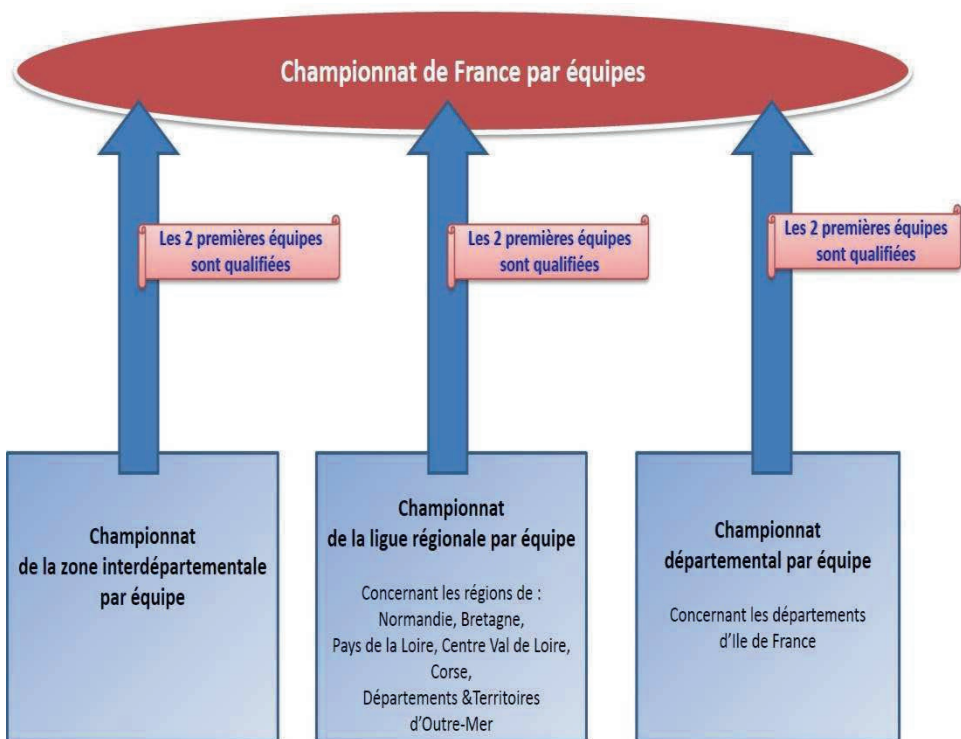 Championnat de France par équipes
Les 2 premières équipes
sont qualifiées
Les 2 premières équipes
sont qualifiées
Les 2 premières équipes
sont qualifiées
Championnat
de la zone interdépartementale
par équipe
Championnat
de la ligue régionale par équipe
Concernant les régions de :
Normandie, Bretagne,
Pays de la Loire, Centre Val de Loire,
Corse,
Départements &Territoires
d'Outre-Mer
Championnat
départemental par équipe
Concernant les départements
d'Ile de France